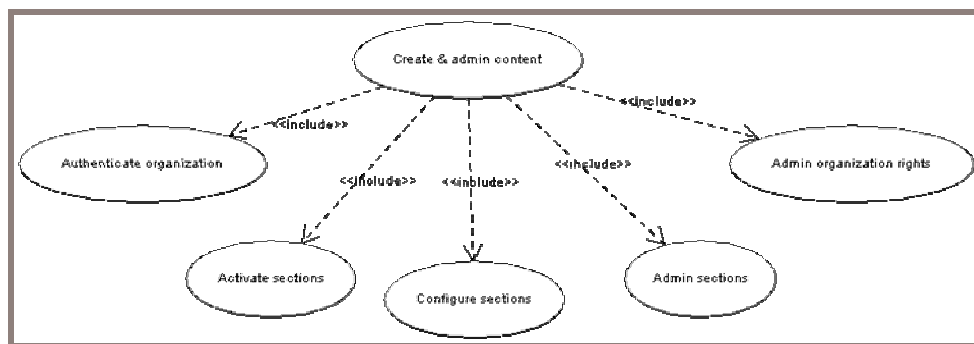 Create & admin content
<<include>>
<<include>>
Authenticate organization
Admin organization rights
<<include>>
<<include>>
<<include>>
Activate sections
Configure sections
Admin sections